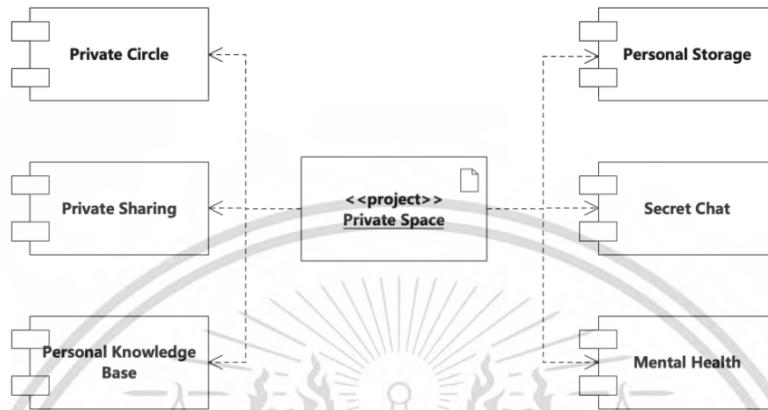 Private Circle
Personal Storage
<<project>>
Private Space
Private Sharing
Secret Chat
Personal Knowledge
Base
Mental Health